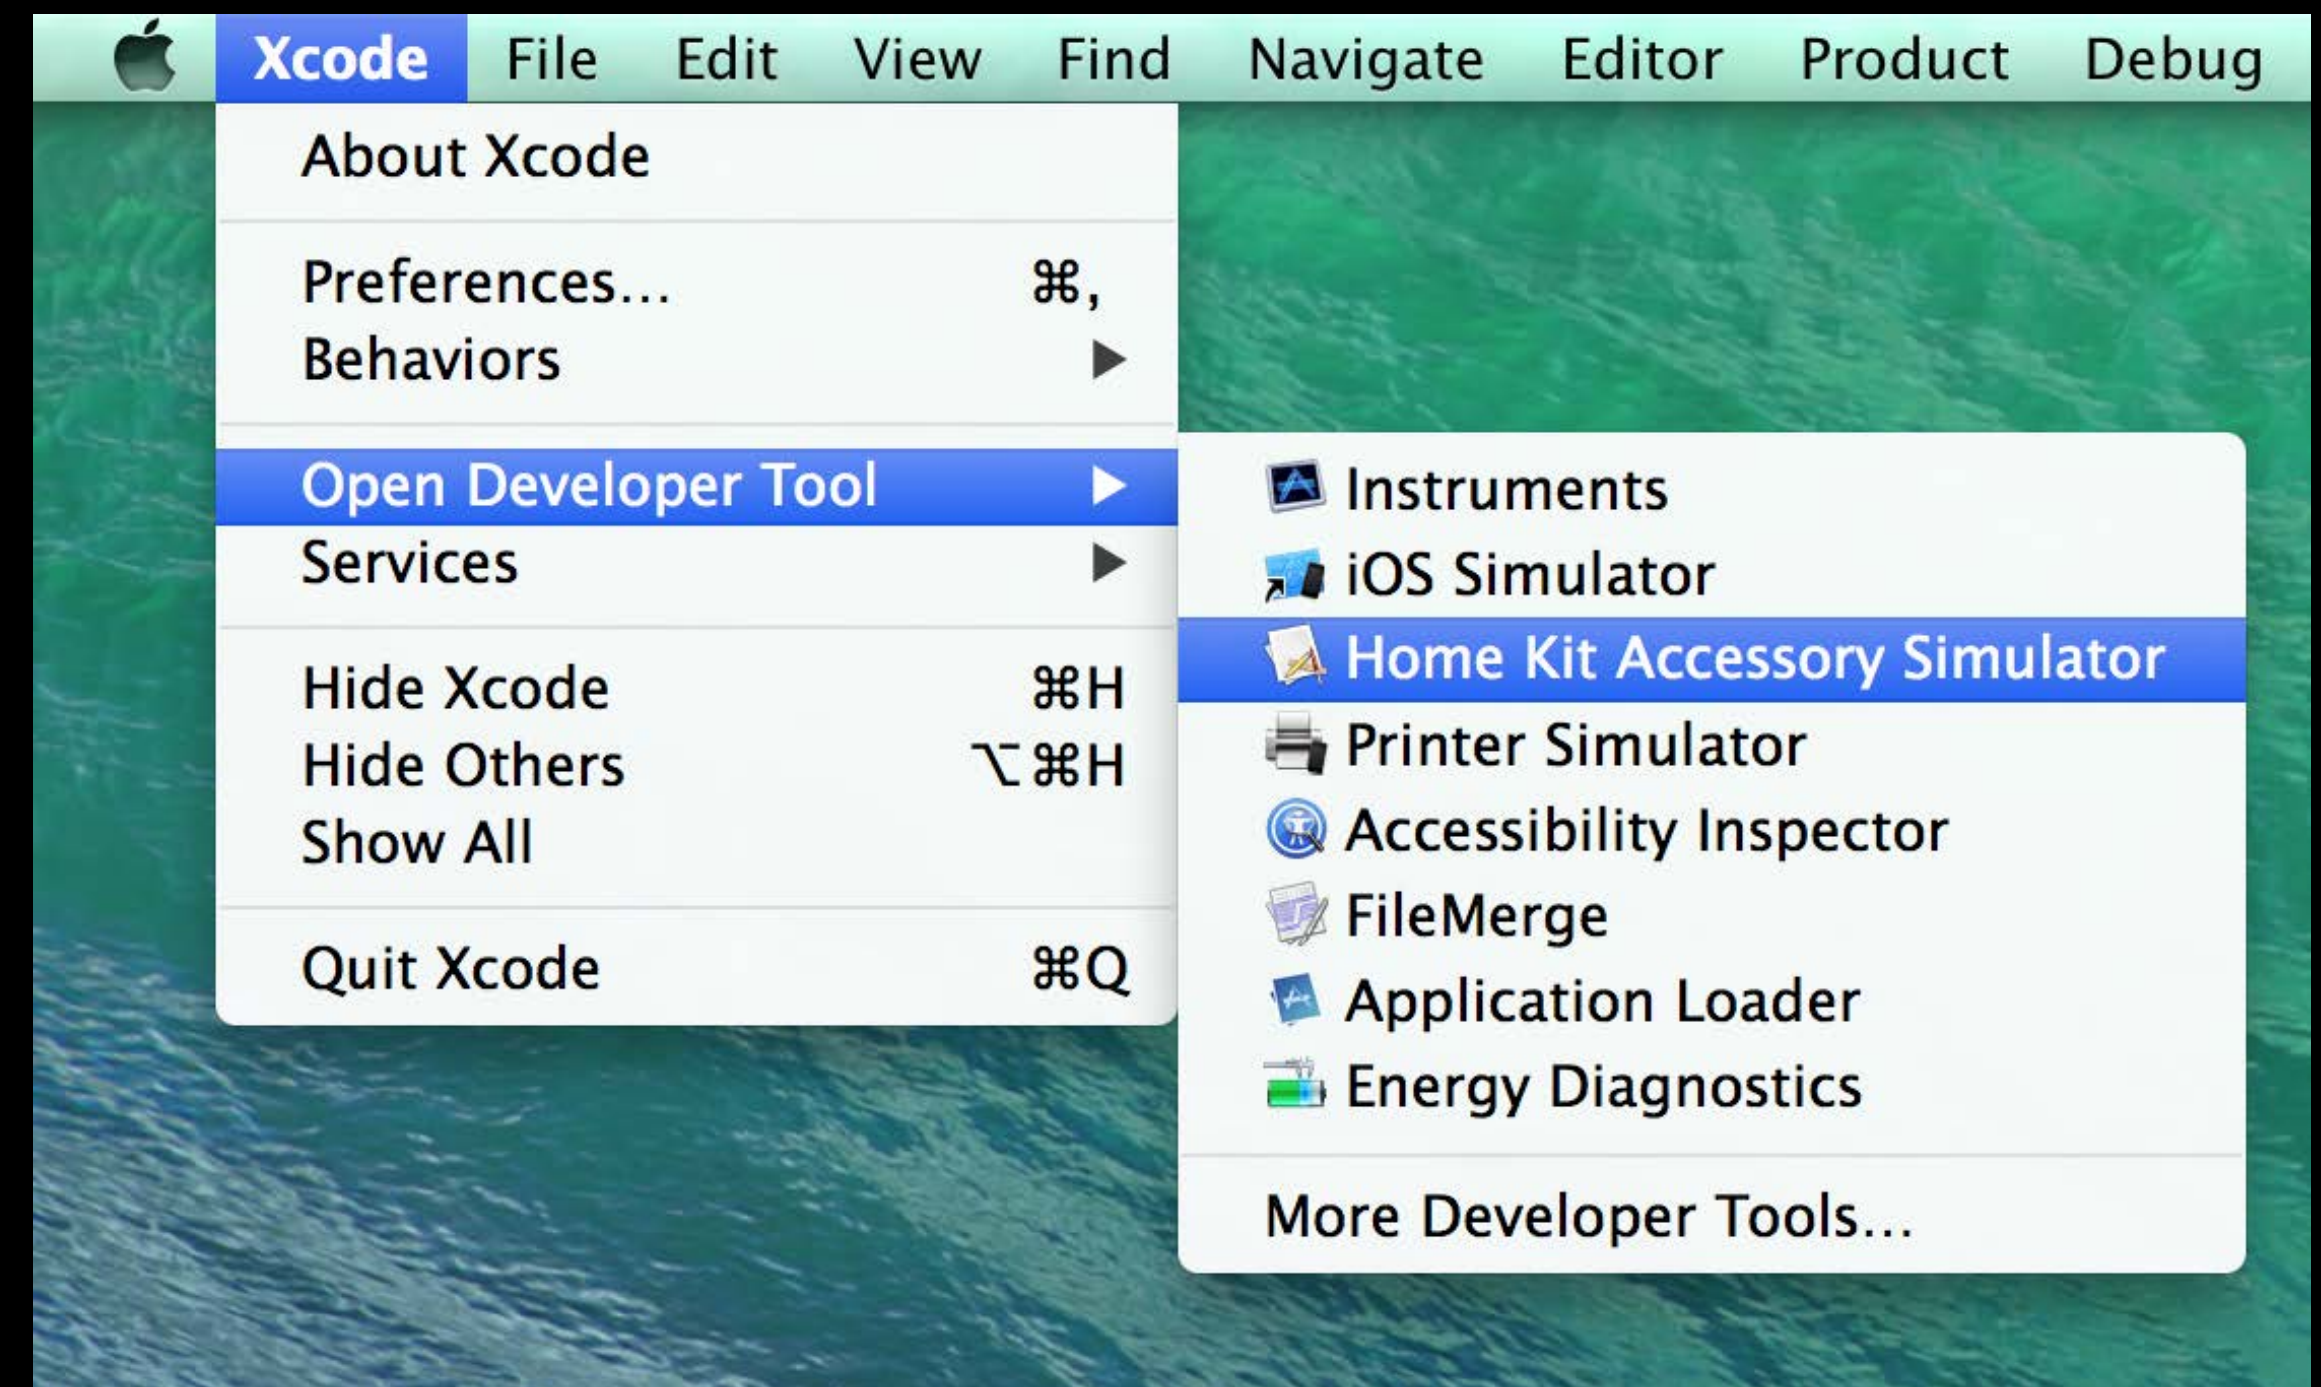 Xcode File Edit View Find Navigate Editor Product Debug
About Xcode
Preferences... ⌘,
Behaviors ▶
Open Developer Tool ▶
Services ▶
Hide Xcode ⌘H
Hide Others ⌥⌘H
Show All
Quit Xcode ⌘Q
Instruments
iOS Simulator
Home Kit Accessory Simulator
Printer Simulator
Accessibility Inspector
FileMerge
Application Loader
Energy Diagnostics
More Developer Tools...